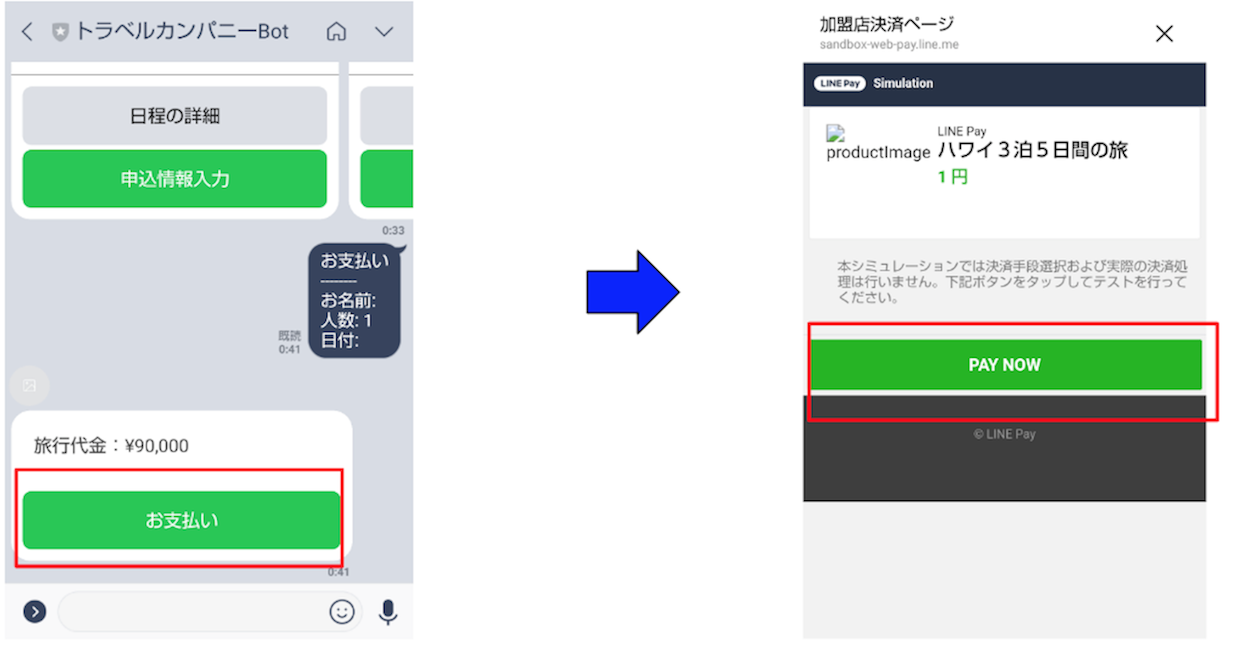 トラベルカンパニーBot
日程の詳細
申込情報入力
0:33
お支払い
--------
お名前:
人数: 1
日付:
既読
0:41
旅行代金：¥90,000
お支払い
0:41
加盟店決済ページ
sandbox-web-pay.line.me
LINE Pay Simulation
productImage
LINE Pay
ハワイ３泊５日間の旅
1 円
本シミュレーションでは決済手段選択および実際の決済処
理は行いません。下記ボタンをタップしてテストを行って
ください。
PAY NOW
© LINE Pay